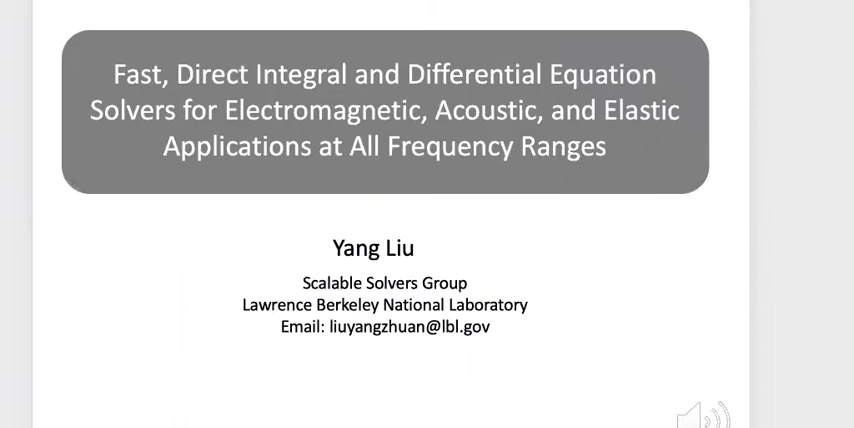 Fast, Direct Integral and Differential Equation
Solvers for Electromagnetic, Acoustic, and Elastic
Applications at All Frequency Ranges
Yang Liu
Scalable Solvers Group
Lawrence Berkeley National Laboratory
Email: liuyangzhuan@lbl.gov